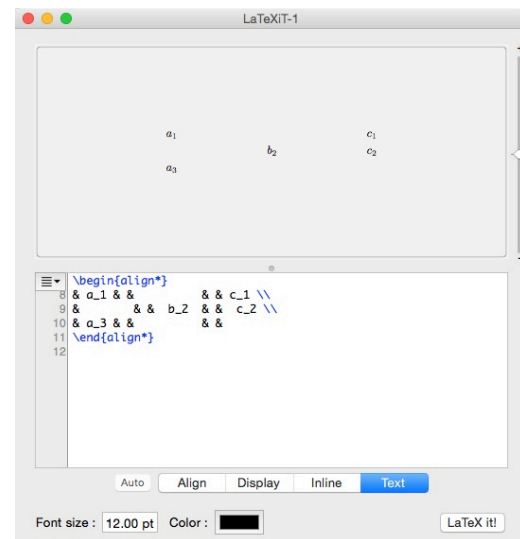 LaTeXiT-1
a₁ c₁
b₂ c₂
a₃
\begin{align*}
8 & a_1 & & & & c_1 \\
9 & & & b_2 & & c_2 \\
10 & a_3 & & & &
11 \end{align*}
12
Auto Align Display Inline Text
Font size : 12.00 pt Color : LaTeX it!